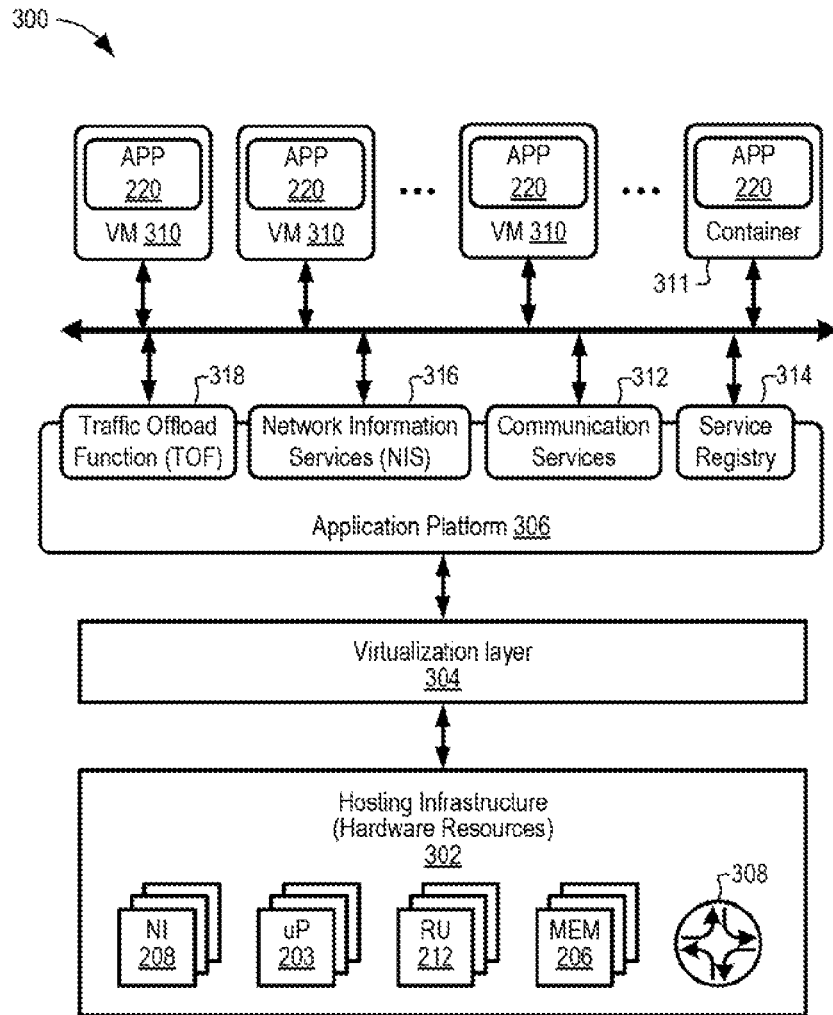 300
APP
220
VM 310
APP
220
VM 310
...
APP
220
VM 310
...
APP
220
Container
311
318
316
312
314
Traffic Offload
Function (TOF)
Network Information
Services (NIS)
Communication
Services
Service
Registry
Application Platform 306
Virtualization layer
304
Hosting Infrastructure
(Hardware Resources)
302
308
NI
208
uP
203
RU
212
MEM
206